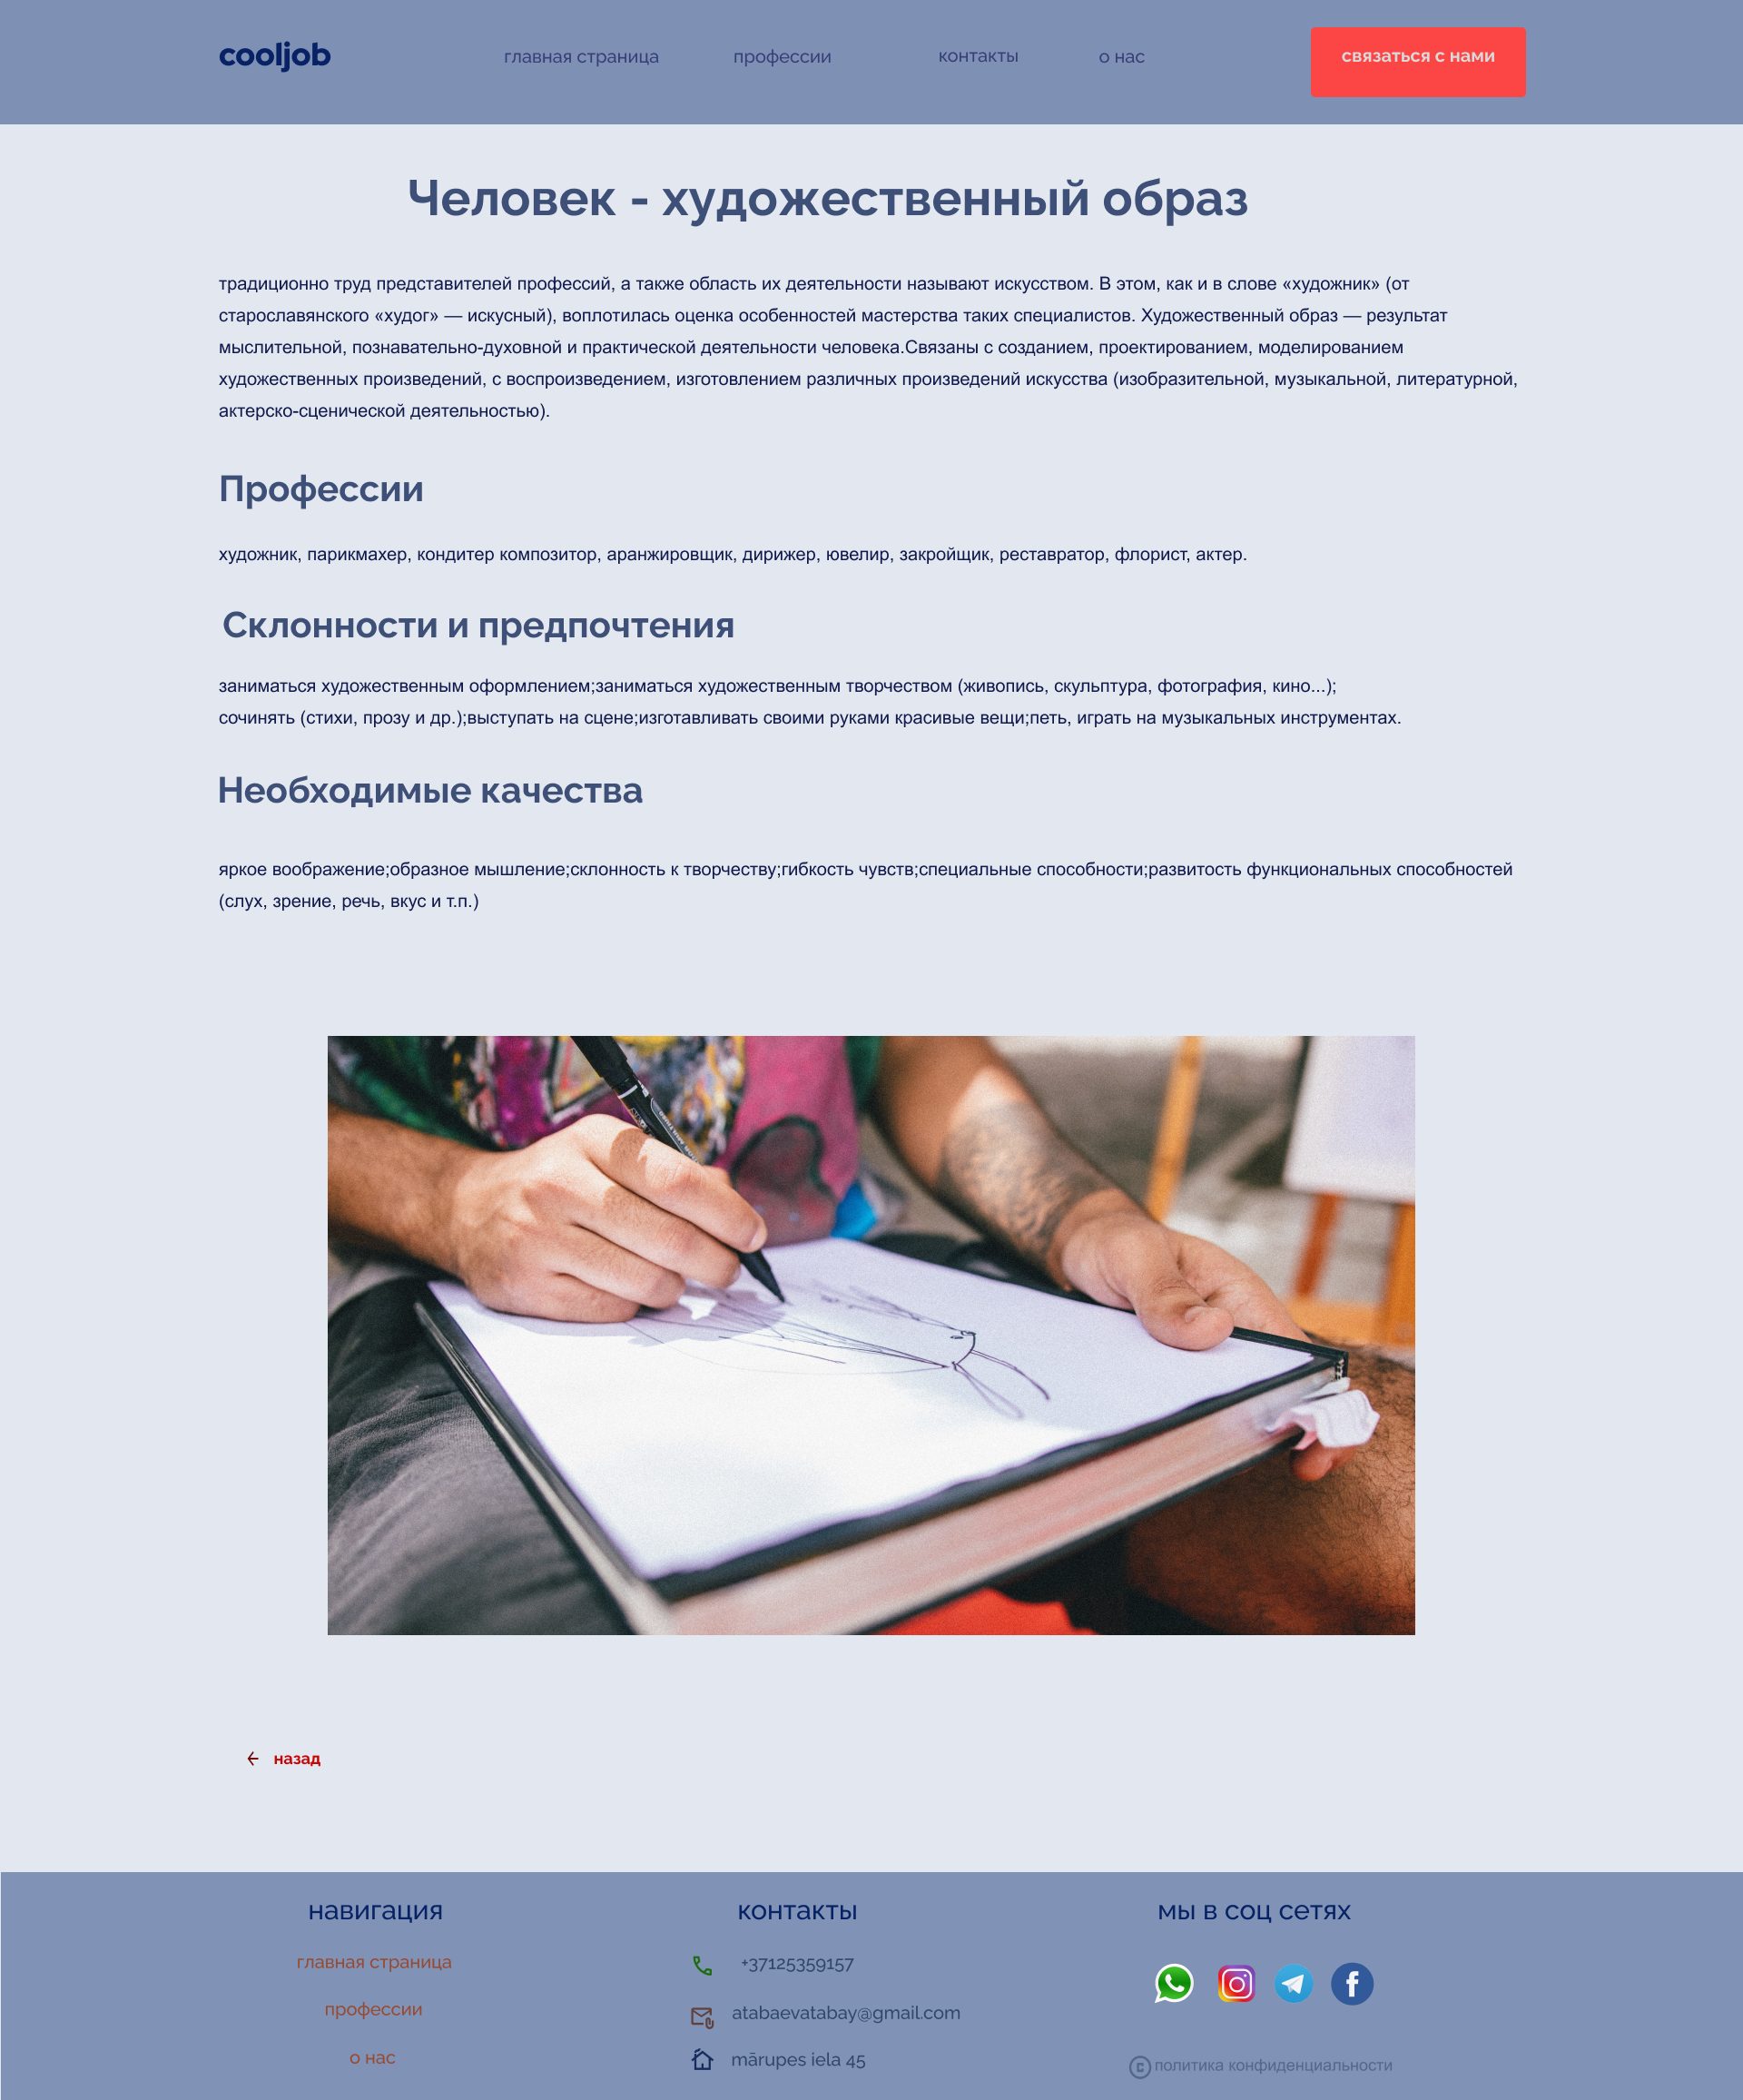 cooljob
главная страница
профессии
контакты
о нас
связаться с нами
Человек - художественный образ
традиционно труд представителей профессий, а также область их деятельности называют искусством. В этом, как и в слове «художник» (от
старославянского «худог» — искусный), воплотилась оценка особенностей мастерства таких специалистов. Художественный образ — результат
мыслительной, познавательно-духовной и практической деятельности человека.Связаны с созданием, проектированием, моделированием
художественных произведений, с воспроизведением, изготовлением различных произведений искусства (изобразительной, музыкальной, литературной,
актерско-сценической деятельностью).
Профессии
художник, парикмахер, кондитер композитор, аранжировщик, дирижер, ювелир, закройщик, реставратор, флорист, актер.
Склонности и предпочтения
заниматься художественным оформлением;заниматься художественным творчеством (живопись, скульптура, фотография, кино...);
сочинять (стихи, прозу и др.);выступать на сцене;изготавливать своими руками красивые вещи;петь, играть на музыкальных инструментах.
Необходимые качества
яркое воображение;образное мышление;склонность к творчеству;гибкость чувств;специальные способности;развитость функциональных способностей
(слух, зрение, речь, вкус и т.п.)
← назад
навигация
главная страница
профессии
о нас
контакты
+37125359157
atabaevatabay@gmail.com
mārupes iela 45
мы в соц сетях
© политика конфиденциальности